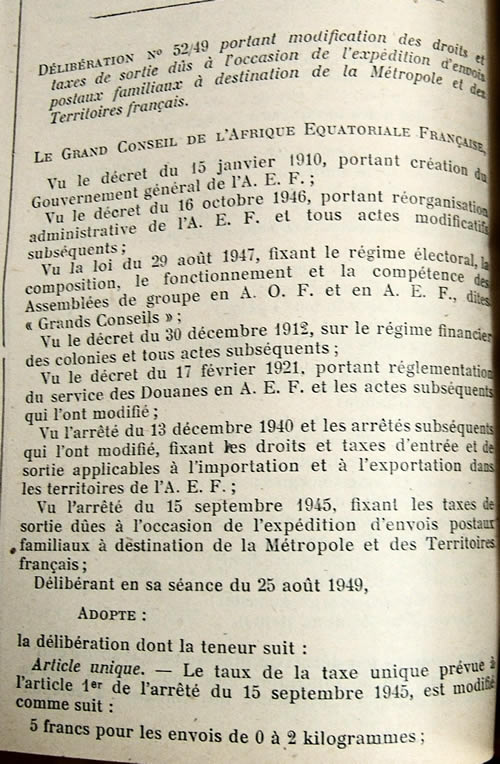 DÉLIBÉRATION N° 52/49 portant modification des droits et
taxes de sortie dûs à l'occasion de l'expédition d'envois
postaux familiaux à destination de la Métropole et des
Territoires français.
LE GRAND CONSEIL DE L'AFRIQUE EQUATORIALE FRANÇAISE,
Vu le décret du 15 janvier 1910, portant création du
Gouvernement général de l'A. E. F. ;
Vu le décret du 16 octobre 1946, portant réorganisation
administrative de l'A. E. F. et tous actes modificatifs
subséquents ;
Vu la loi du 29 août 1947, fixant le régime électoral, la
composition, le fonctionnement et la compétence des
Assemblées de groupe en A. O. F. et en A. E. F., dites
« Grands Conseils » ;
Vu le décret du 30 décembre 1912, sur le régime financier
des colonies et tous actes subséquents ;
Vu le décret du 17 février 1921, portant réglementation
du service des Douanes en A. E. F. et les actes subséquents
qui l'ont modifié ;
Vu l'arrêté du 13 décembre 1940 et les arrêtés subséquents
qui l'ont modifié, fixant les droits et taxes d'entrée et de
sortie applicables à l'importation et à l'exportation dans
les territoires de l'A. E. F. ;
Vu l'arrêté du 15 septembre 1945, fixant les taxes de
sortie dûes à l'occasion de l'expédition d'envois postaux
familiaux à destination de la Métropole et des Territoires
français ;
Délibérant en sa séance du 25 août 1949,
ADOPTE :
la délibération dont la teneur suit :
Article unique. — Le taux de la taxe unique prévue à
l'article 1er de l'arrêté du 15 septembre 1945, est modifié
comme suit :
5 francs pour les envois de 0 à 2 kilogrammes ;